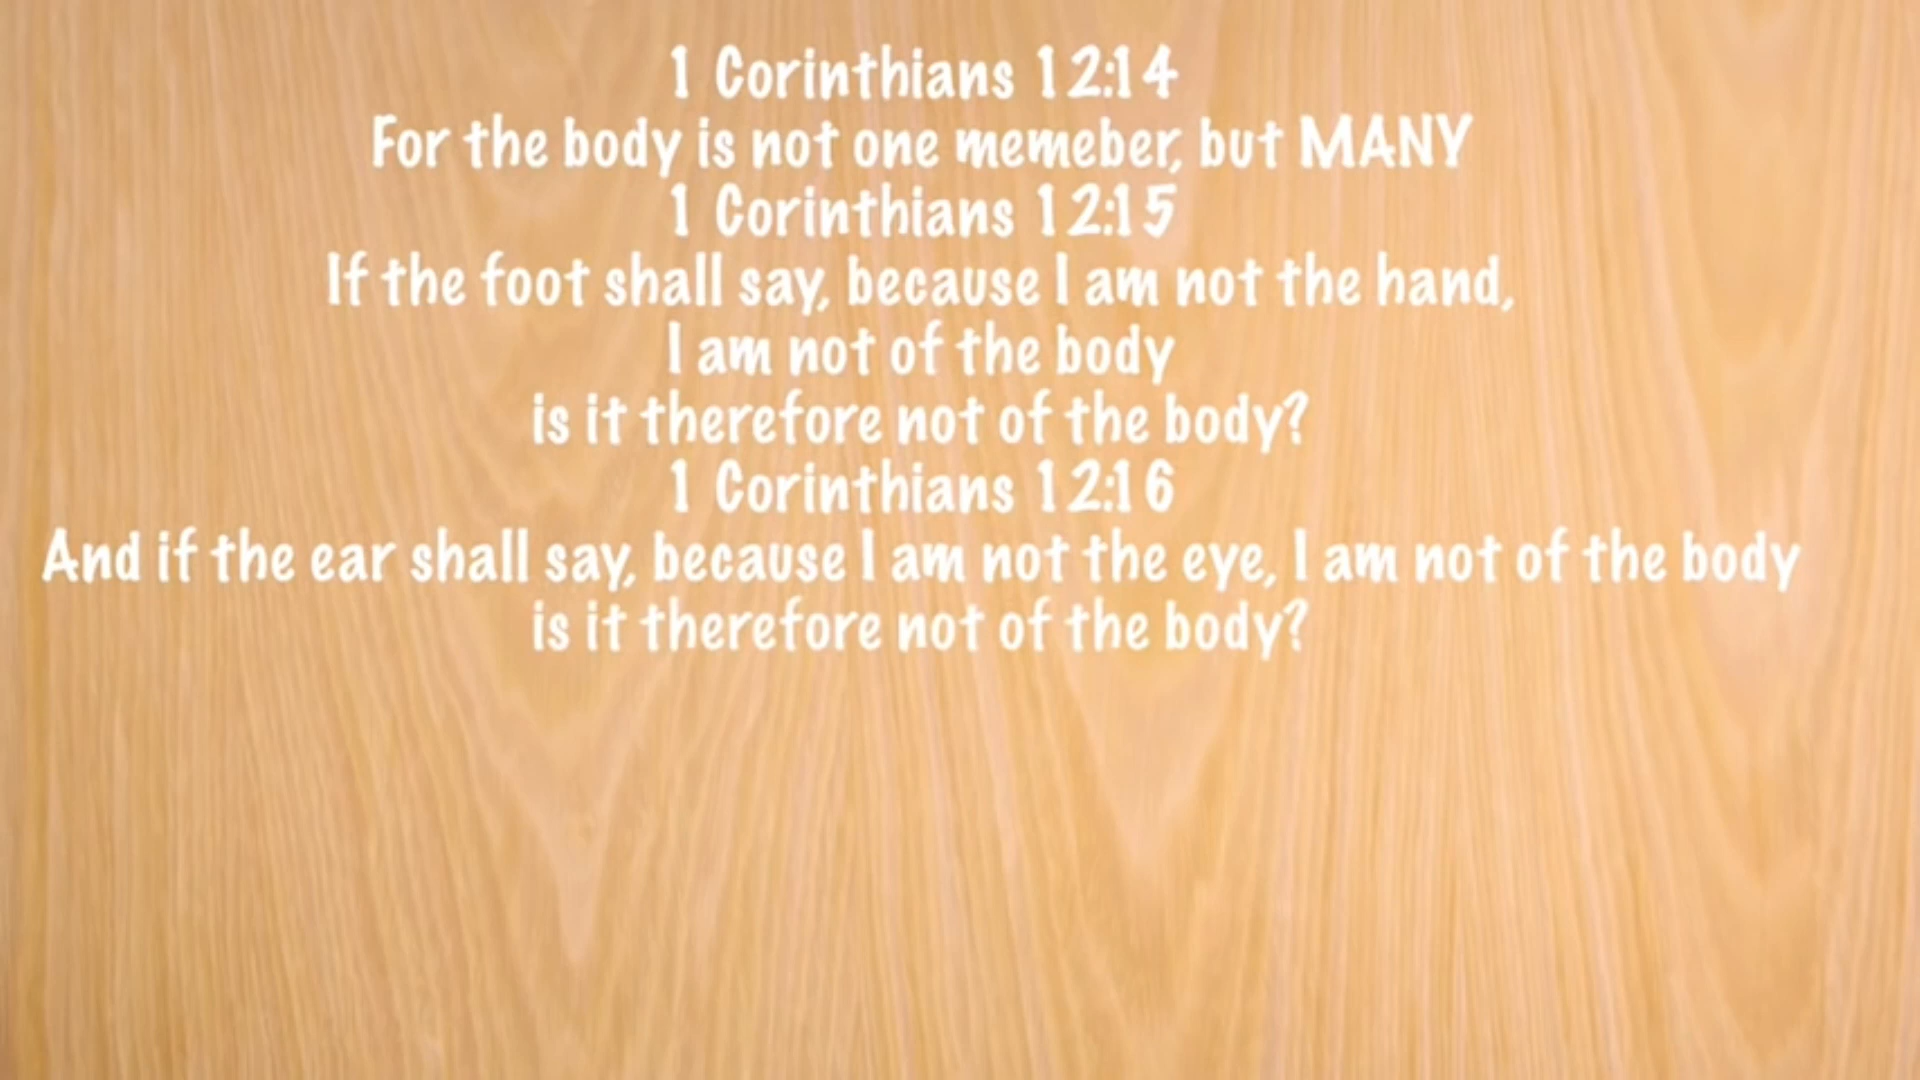 1 Corinthians 12:14
For the body is not one memeber, but MANY
1 Corinthians 12:15
If the foot shall say, because I am not the hand,
I am not of the body
is it therefore not of the body?
1 Corinthians 12:16
And if the ear shall say, because I am not the eye, I am not of the body
is it therefore not of the body?